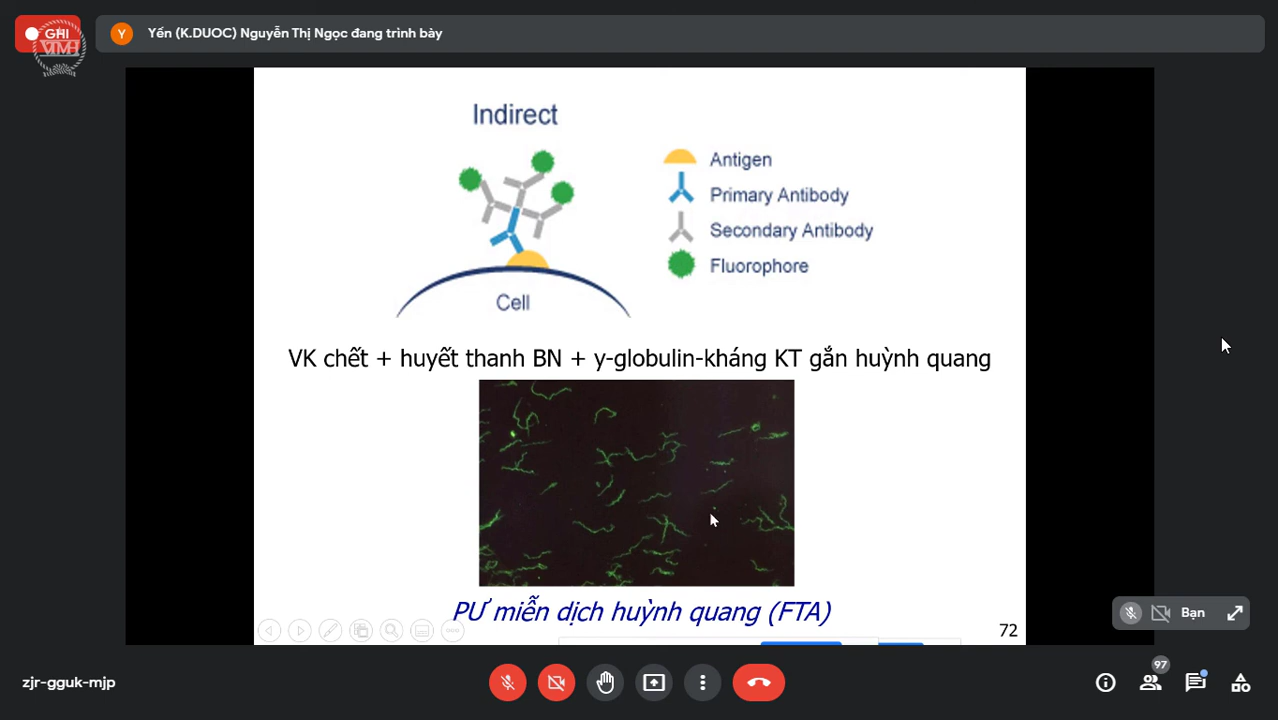 GHI
VTMH
Y
Yến (K.DUOC) Nguyễn Thị Ngọc đang trình bày
Indirect
Antigen
Primary Antibody
Secondary Antibody
Fluorophore
Cell
VK chết + huyết thanh BN + y-globulin-kháng KT gắn huỳnh quang
PƯ miễn dịch huỳnh quang (FTA)
72
Bạn
zjr-gguk-mjp
97